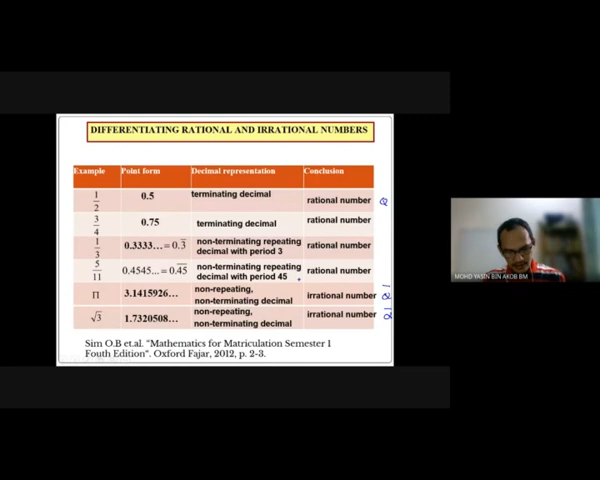 DIFFERENTIATING RATIONAL AND IRRATIONAL NUMBERS
Example Point form Decimal representation Conclusion
1/2 0.5 terminating decimal rational number Q
3/4 0.75 terminating decimal rational number
1/3 0.3333... = 0.3̅ non-terminating repeating decimal with period 3 rational number
5/11 0.4545... = 0.4̅5̅ non-terminating repeating decimal with period 45 rational number
Π 3.1415926... non-repeating, non-terminating decimal irrational number
√3 1.7320508... non-repeating, non-terminating decimal irrational number
Sim O.B et.al. "Mathematics for Matriculation Semester 1
Fouth Edition". Oxford Fajar, 2012, p. 2-3.
MOHD YASIN BIN AKOB BM